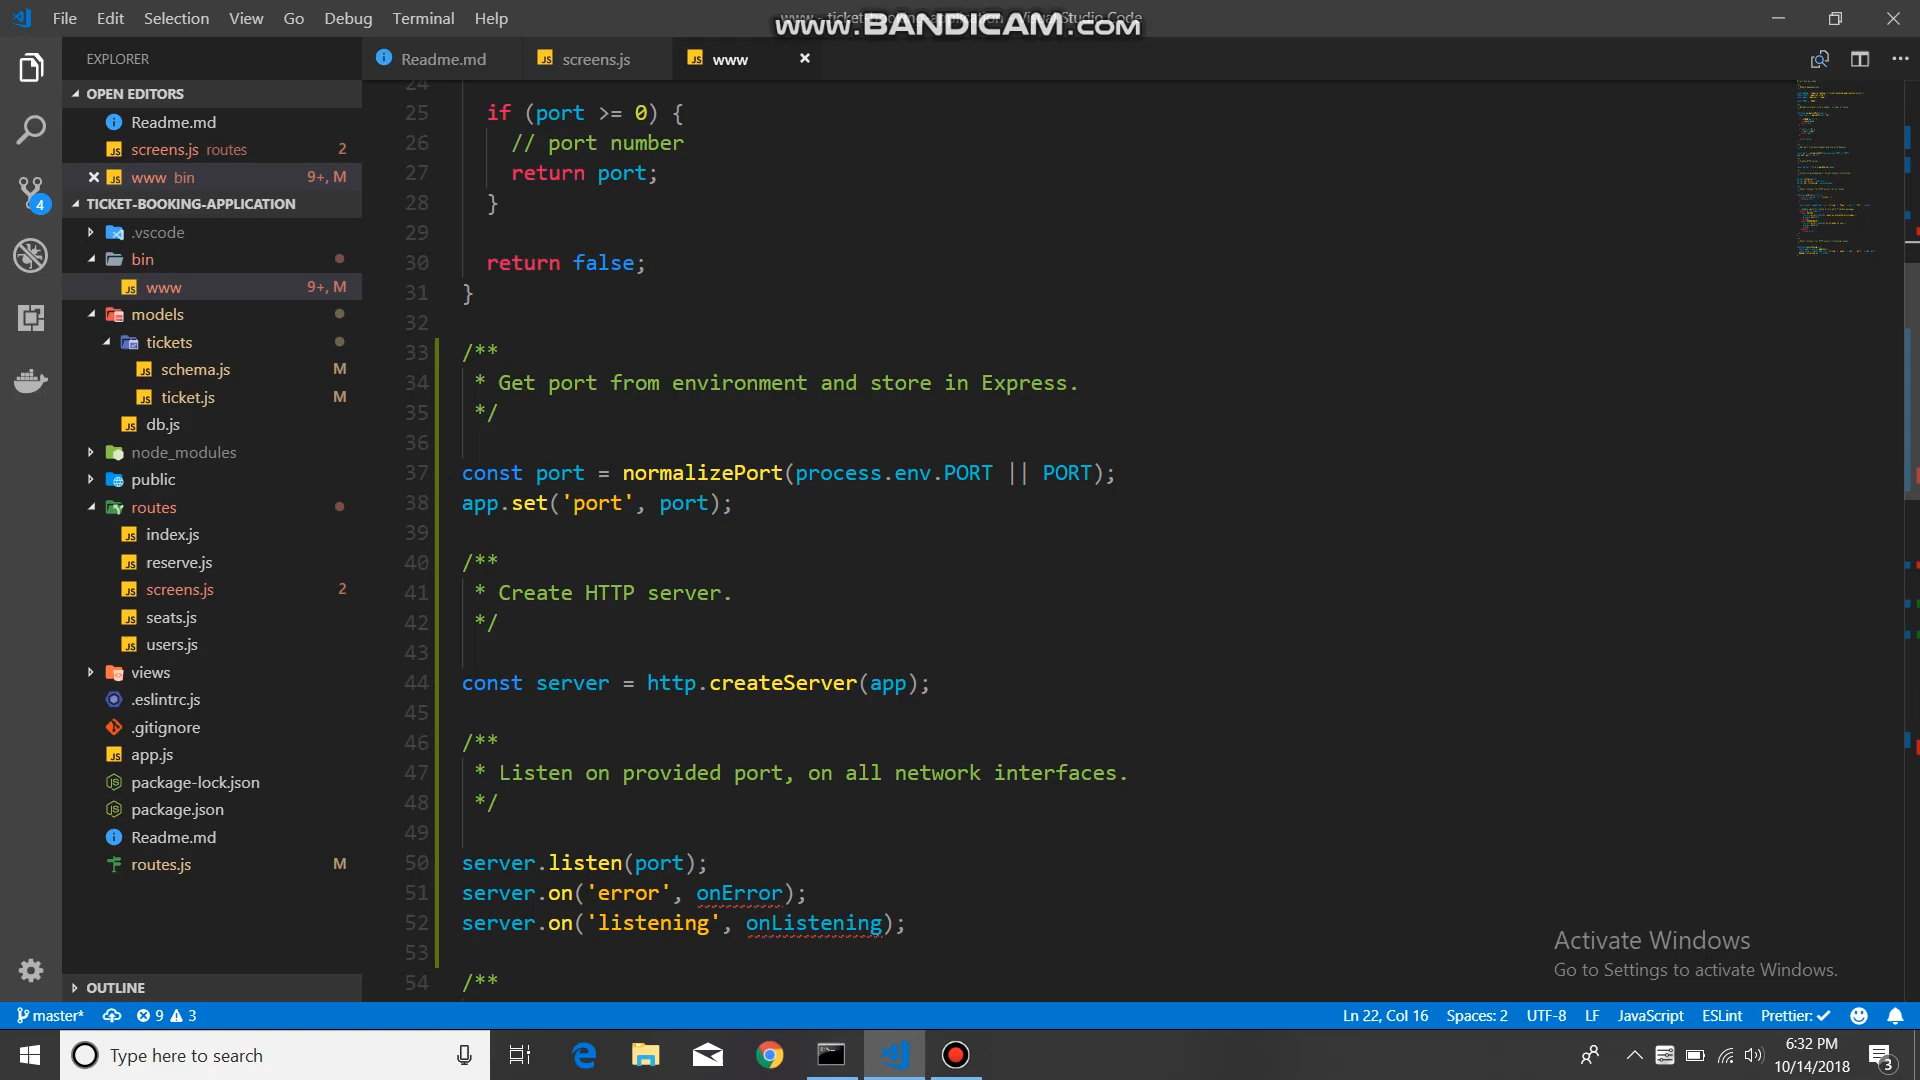 File Edit Selection View Go Debug Terminal Help
www.BANDICAM.com
EXPLORER
Readme.md
screens.js
www
OPEN EDITORS
Readme.md
screens.js routes 2
www bin 9+, M
TICKET-BOOKING-APPLICATION
.vscode
bin
www 9+, M
models
tickets
schema.js M
ticket.js M
db.js
node_modules
public
routes
index.js
reserve.js
screens.js 2
seats.js
users.js
views
.eslintrc.js
.gitignore
app.js
package-lock.json
package.json
Readme.md
routes.js M
OUTLINE
4
24
25 if (port >= 0) {
26 // port number
27 return port;
28 }
29
30 return false;
31 }
32
33 /**
34 * Get port from environment and store in Express.
35 */
36
37 const port = normalizePort(process.env.PORT || PORT);
38 app.set('port', port);
39
40 /**
41 * Create HTTP server.
42 */
43
44 const server = http.createServer(app);
45
46 /**
47 * Listen on provided port, on all network interfaces.
48 */
49
50 server.listen(port);
51 server.on('error', onError);
52 server.on('listening', onListening);
53
54 /**
Activate Windows
Go to Settings to activate Windows.
master* 9 3
Ln 22, Col 16 Spaces: 2 UTF-8 LF JavaScript ESLint Prettier: ✓
Type here to search
6:32 PM
10/14/2018
3